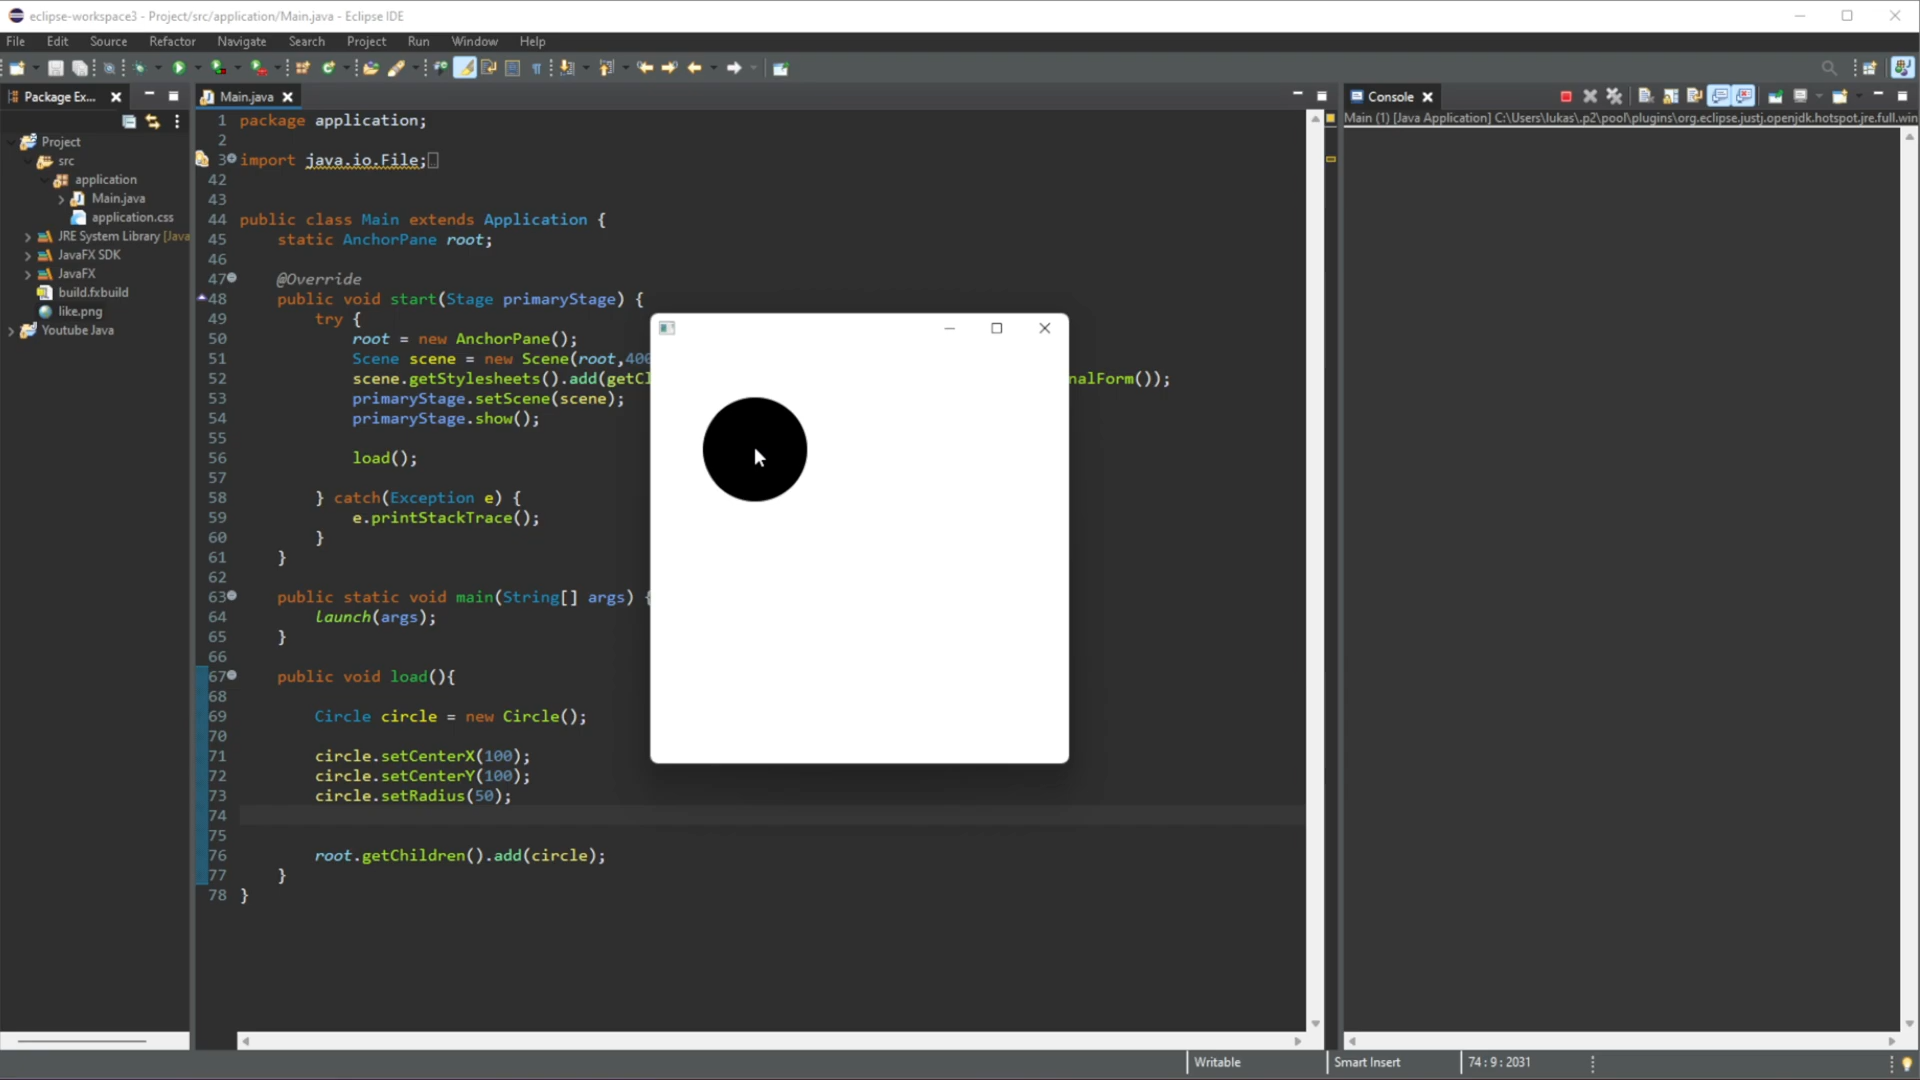 eclipse-workspace3 - Project/src/application/Main.java - Eclipse IDE
File Edit Source Refactor Navigate Search Project Run Window Help
Package Ex...
Main.java
Console
Main (1) [Java Application] C:\Users\lukas\.p2\pool\plugins\org.eclipse.justj.openjdk.hotspot.jre.full.win
Project
src
application
Main.java
application.css
JRE System Library [Java
JavaFX SDK
JavaFX
build.fxbuild
like.png
Youtube Java
1 package application;
2
3 import java.io.File;
42
43
44 public class Main extends Application {
45 static AnchorPane root;
46
47 @Override
48 public void start(Stage primaryStage) {
49 try {
50 root = new AnchorPane();
51 Scene scene = new Scene(root,400
52 scene.getStylesheets().add(getCl nalForm());
53 primaryStage.setScene(scene);
54 primaryStage.show();
55
56 load();
57
58 } catch(Exception e) {
59 e.printStackTrace();
60 }
61 }
62
63 public static void main(String[] args) {
64 launch(args);
65 }
66
67 public void load(){
68
69 Circle circle = new Circle();
70
71 circle.setCenterX(100);
72 circle.setCenterY(100);
73 circle.setRadius(50);
74
75
76 root.getChildren().add(circle);
77 }
78 }
Writable Smart Insert 74 : 9 : 2031